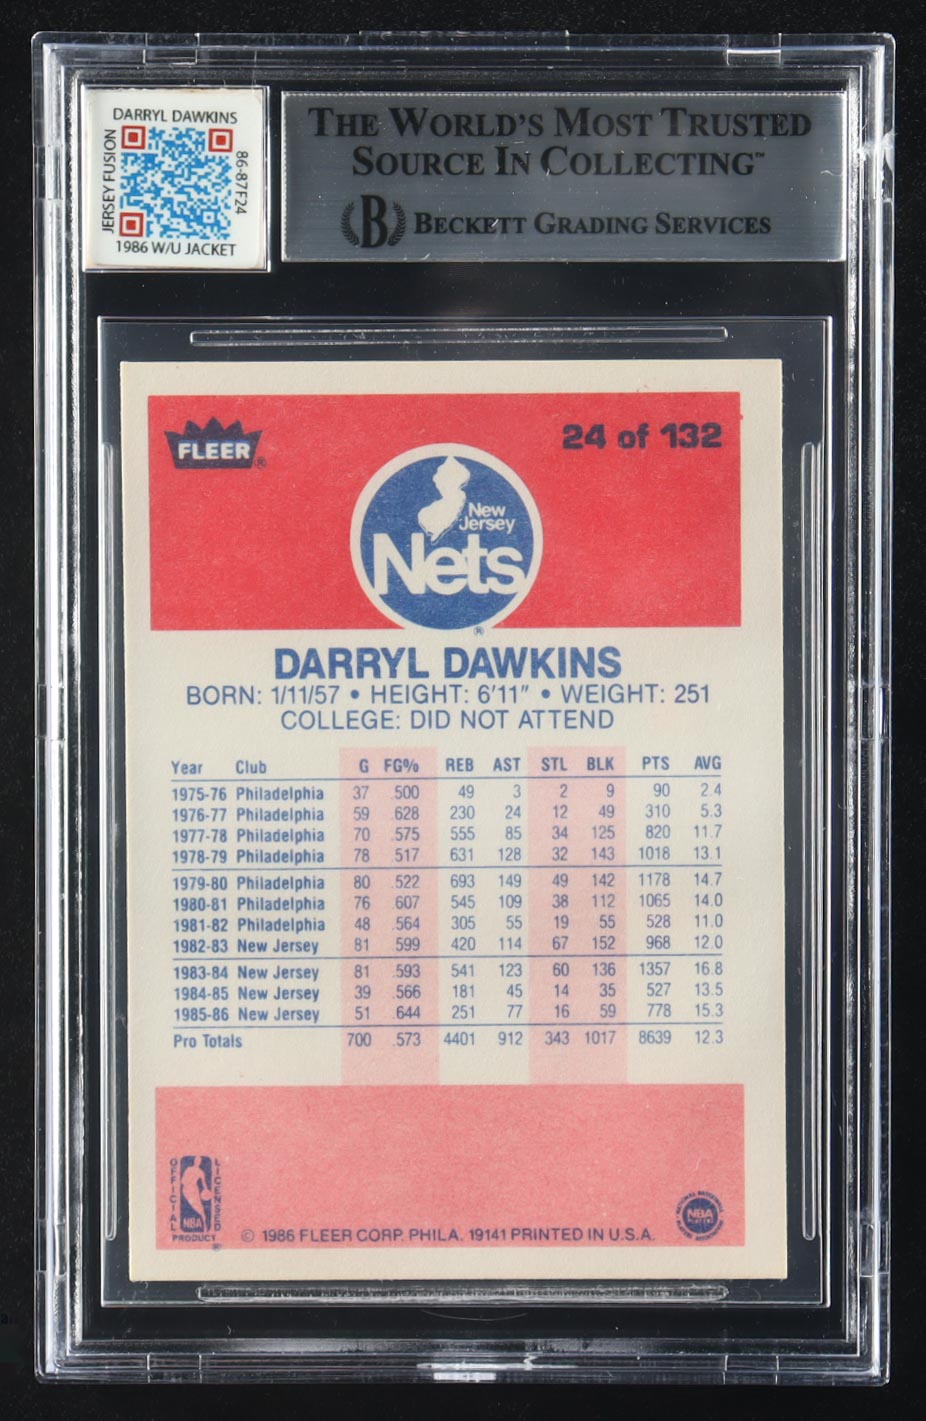 DARRYL DAWKINS
JERSEY FUSION
86-87F24
1986 W/U JACKET
THE WORLD'S MOST TRUSTED
SOURCE IN COLLECTING™
B BECKETT GRADING SERVICES
FLEER®
24 of 132
New
Jersey
Nets
®
DARRYL DAWKINS
BORN: 1/11/57 • HEIGHT: 6'11" • WEIGHT: 251
COLLEGE: DID NOT ATTEND
Year Club G FG% REB AST STL BLK PTS AVG
1975-76 Philadelphia 37 .500 49 3 2 9 90 2.4
1976-77 Philadelphia 59 .628 230 24 12 49 310 5.3
1977-78 Philadelphia 70 .575 555 85 34 125 820 11.7
1978-79 Philadelphia 78 .517 631 128 32 143 1018 13.1
1979-80 Philadelphia 80 .522 693 149 49 142 1178 14.7
1980-81 Philadelphia 76 .607 545 109 38 112 1065 14.0
1981-82 Philadelphia 48 .564 305 55 19 55 528 11.0
1982-83 New Jersey 81 .599 420 114 67 152 968 12.0
1983-84 New Jersey 81 .593 541 123 60 136 1357 16.8
1984-85 New Jersey 39 .566 181 45 14 35 527 13.5
1985-86 New Jersey 51 .644 251 77 16 59 778 15.3
Pro Totals 700 .573 4401 912 343 1017 8639 12.3
OFFICIAL
LICENSED
NBA
PRODUCT ®
© 1986 FLEER CORP. PHILA. 19141 PRINTED IN U.S.A.
NBA